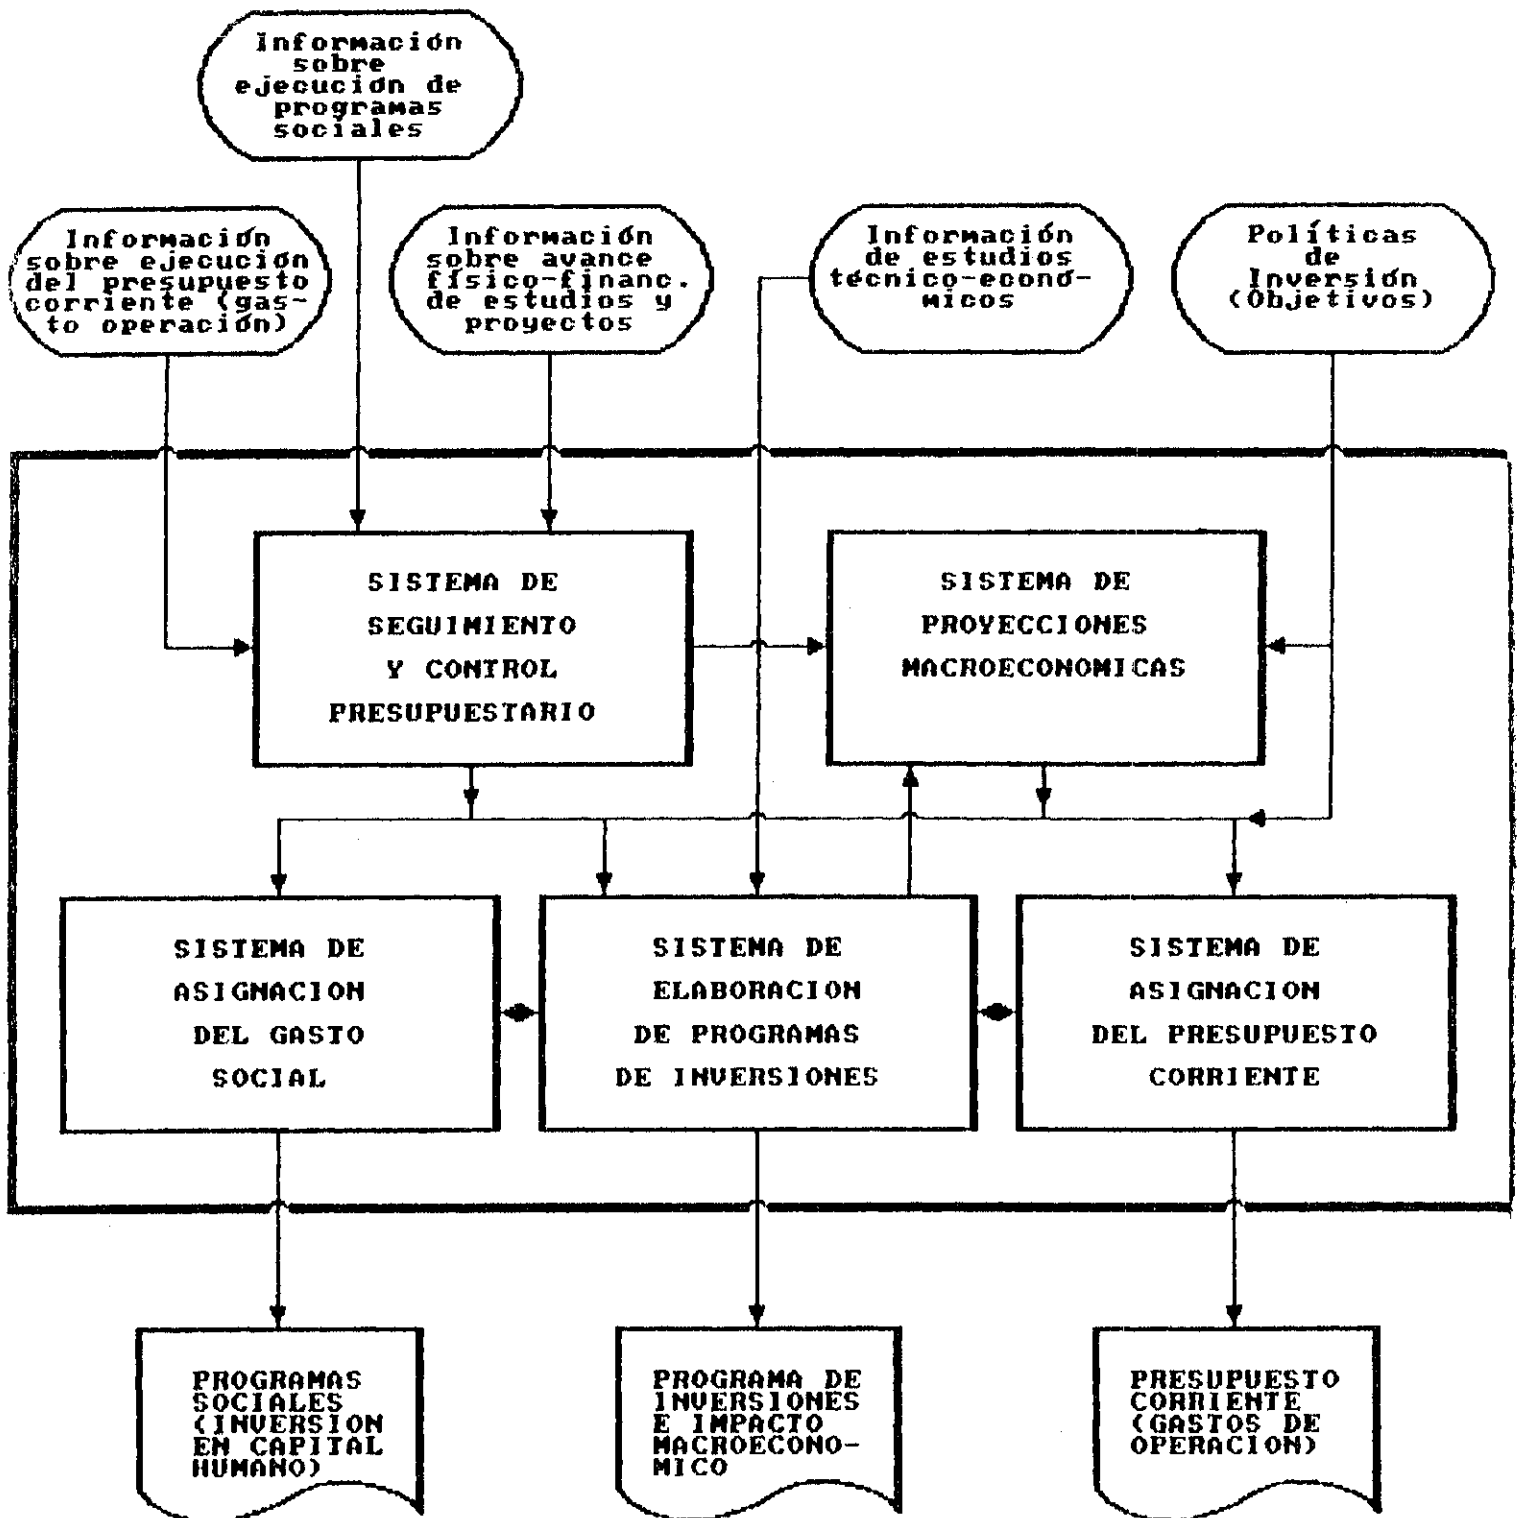 Información
sobre
ejecución de
programas
sociales
Información
sobre ejecución
del presupuesto
corriente (gas-
to operación)
Información
sobre avance
físico-financ.
de estudios y
proyectos
Información
de estudios
técnico-econó-
micos
Políticas
de
Inversión
(Objetivos)
SISTEMA DE
SEGUIMIENTO
Y CONTROL
PRESUPUESTARIO
SISTEMA DE
PROYECCIONES
MACROECONOMICAS
SISTEMA DE
ASIGNACION
DEL GASTO
SOCIAL
SISTEMA DE
ELABORACION
DE PROGRAMAS
DE INVERSIONES
SISTEMA DE
ASIGNACION
DEL PRESUPUESTO
CORRIENTE
PROGRAMAS
SOCIALES
(INVERSION
EN CAPITAL
HUMANO)
PROGRAMA DE
INVERSIONES
E IMPACTO
MACROECONO-
MICO
PRESUPUESTO
CORRIENTE
(GASTOS DE
OPERACION)